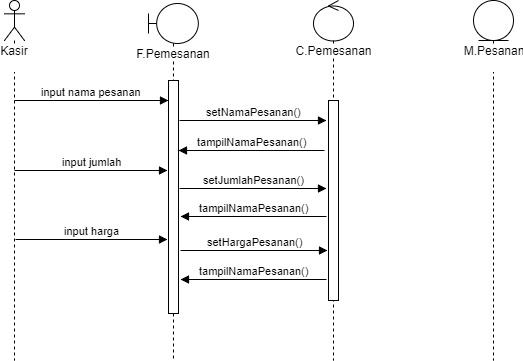 Kasir
F.Pemesanan
C.Pemesanan
M.Pesanan
input nama pesanan
setNamaPesanan()
tampilNamaPesanan()
input jumlah
setJumlahPesanan()
tampilNamaPesanan()
input harga
setHargaPesanan()
tampilNamaPesanan()